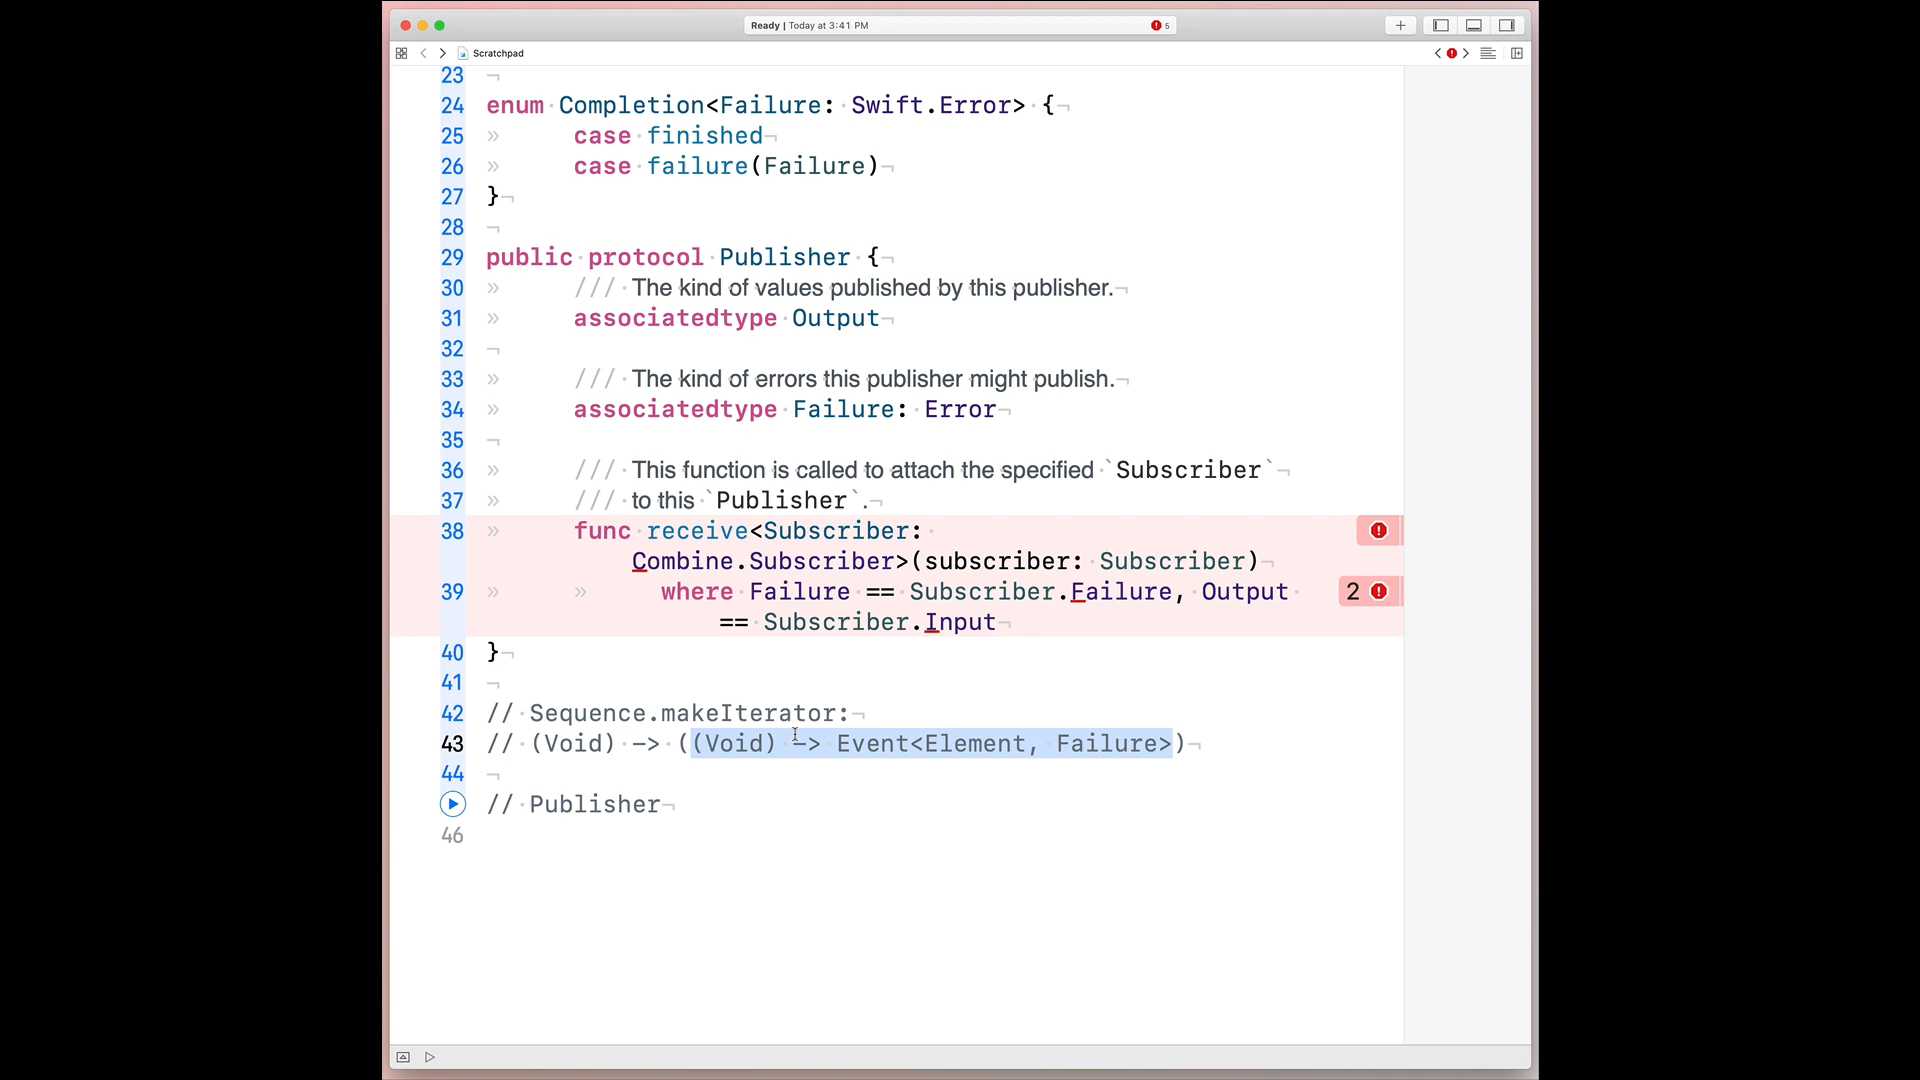 Ready | Today at 3:41 PM
5
Scratchpad
23
24 enum Completion<Failure: Swift.Error> {
25 case finished
26 case failure(Failure)
27 }
28
29 public protocol Publisher {
30 /// The kind of values published by this publisher.
31 associatedtype Output
32
33 /// The kind of errors this publisher might publish.
34 associatedtype Failure: Error
35
36 /// This function is called to attach the specified `Subscriber`
37 /// to this `Publisher`.
38 func receive<Subscriber:
Combine.Subscriber>(subscriber: Subscriber)
39 where Failure == Subscriber.Failure, Output 2
== Subscriber.Input
40 }
41
42 // Sequence.makeIterator:
43 // (Void) -> ((Void) -> Event<Element, Failure>)
44
// Publisher
46